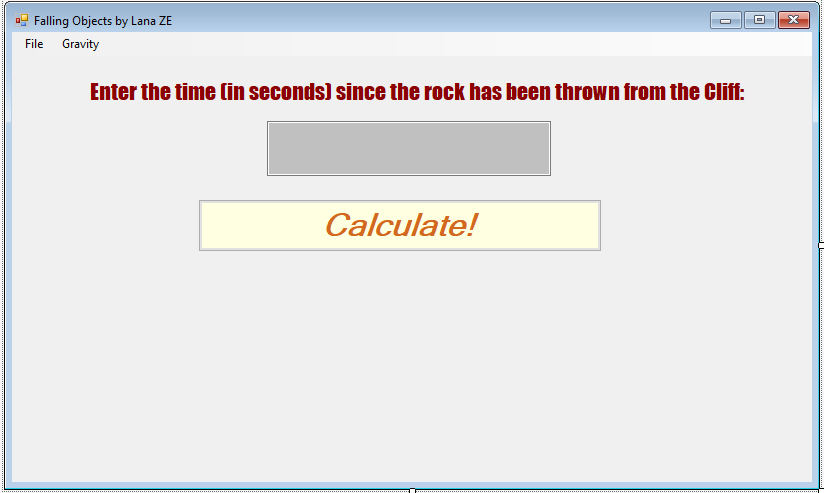 Falling Objects by Lana ZE
File Gravity
Enter the time (in seconds) since the rock has been thrown from the Cliff:
Calculate!